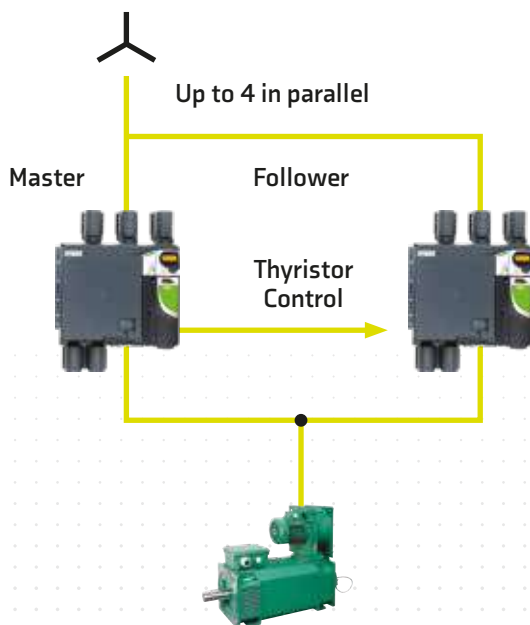 Up to 4 in parallel
Master
Follower
Thyristor
Control